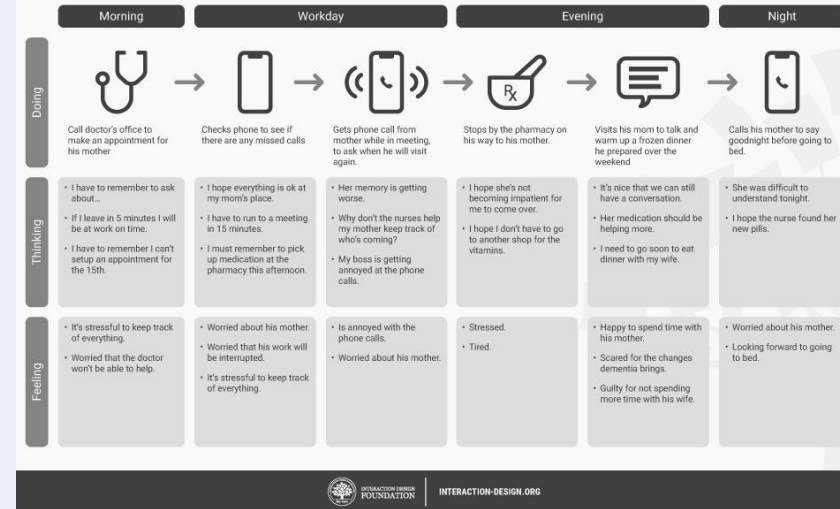 Morning
Workday
Evening
Night
Doing
Call doctor's office to
make an appointment for
his mother
Checks phone to see if
there are any missed calls
Gets phone call from
mother while in meeting,
to ask when he will visit
again.
Stops by the pharmacy on
his way to his mother.
Rx
Visits his mom to talk and
warm up a frozen dinner
he prepared over the
weekend
Calls his mother to say
goodnight before going to
bed.
Thinking
• I have to remember to ask
about...
• If I leave in 5 minutes I will
be at work on time.
• I have to remember I can't
setup an appointment for
the 15th.
• I hope everything is ok at
my mom's place.
• I have to run to a meeting
in 15 minutes.
• I must remember to pick
up medication at the
pharmacy this afternoon.
• Her memory is getting
worse.
• Why don't the nurses help
my mother keep track of
who's coming?
• My boss is getting
annoyed at the phone
calls.
• I hope she's not
becoming impatient for
me to come over.
• I hope I don't have to go
to another shop for the
vitamins.
• It's nice that we can still
have a conversation.
• Her medication should be
helping more.
• I need to go soon to eat
dinner with my wife.
• She was difficult to
understand tonight.
• I hope the nurse found her
new pills.
Feeling
• It's stressful to keep track
of everything.
• Worried that the doctor
won't be able to help.
• Worried about his mother.
• Worried that his work will
be interrupted.
• It's stressful to keep track
of everything.
• Is annoyed with the
phone calls.
• Worried about his mother.
• Stressed.
• Tired.
• Happy to spend time with
his mother.
• Scared for the changes
dementia brings.
• Guilty for not spending
more time with his wife.
• Worried about his mother.
• Looking forward to going
to bed.
INTERACTION DESIGN
FOUNDATION
INTERACTION-DESIGN.ORG